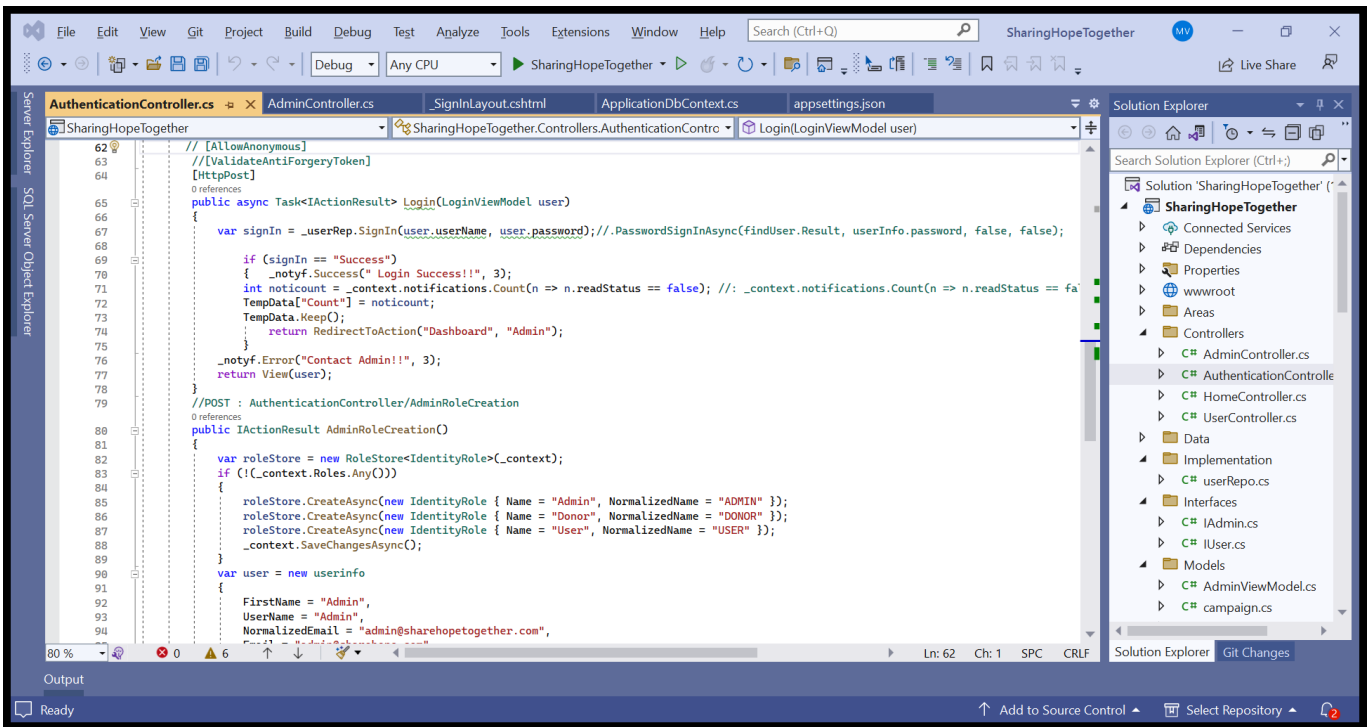 File Edit View Git Project Build Debug Test Analyze Tools Extensions Window Help Search (Ctrl+Q) SharingHopeTogether MV
Debug Any CPU SharingHopeTogether Live Share
Server Explorer
SQL Server Object Explorer
AuthenticationController.cs AdminController.cs _SignInLayout.cshtml ApplicationDbContext.cs appsettings.json
SharingHopeTogether SharingHopeTogether.Controllers.AuthenticationContro Login(LoginViewModel user)
62 // [AllowAnonymous]
63 //[ValidateAntiForgeryToken]
64 [HttpPost]
0 references
65 public async Task<IActionResult> Login(LoginViewModel user)
66 {
67 var signIn = _userRep.SignIn(user.userName, user.password);//.PasswordSignInAsync(findUser.Result, userInfo.password, false, false);
68
69 if (signIn == "Success")
70 { _notyf.Success(" Login Success!!", 3);
71 int noticount = _context.notifications.Count(n => n.readStatus == false); //: _context.notifications.Count(n => n.readStatus == fa
72 TempData["Count"] = noticount;
73 TempData.Keep();
74 return RedirectToAction("Dashboard", "Admin");
75 }
76 _notyf.Error("Contact Admin!!", 3);
77 return View(user);
78 }
79 //POST : AuthenticationController/AdminRoleCreation
0 references
80 public IActionResult AdminRoleCreation()
81 {
82 var roleStore = new RoleStore<IdentityRole>(_context);
83 if (!(_context.Roles.Any()))
84 {
85 roleStore.CreateAsync(new IdentityRole { Name = "Admin", NormalizedName = "ADMIN" });
86 roleStore.CreateAsync(new IdentityRole { Name = "Donor", NormalizedName = "DONOR" });
87 roleStore.CreateAsync(new IdentityRole { Name = "User", NormalizedName = "USER" });
88 _context.SaveChangesAsync();
89 }
90 var user = new userinfo
91 {
92 FirstName = "Admin",
93 UserName = "Admin",
94 NormalizedEmail = "admin@sharehopetogether.com",
80 % 0 6 Ln: 62 Ch: 1 SPC CRLF
Solution Explorer
Search Solution Explorer (Ctrl+;)
Solution 'SharingHopeTogether' (
SharingHopeTogether
Connected Services
Dependencies
Properties
wwwroot
Areas
Controllers
C# AdminController.cs
C# AuthenticationControlle
C# HomeController.cs
C# UserController.cs
Data
Implementation
C# userRepo.cs
Interfaces
C# IAdmin.cs
C# IUser.cs
Models
C# AdminViewModel.cs
C# campaign.cs
Solution Explorer Git Changes
Output
Ready Add to Source Control Select Repository 2